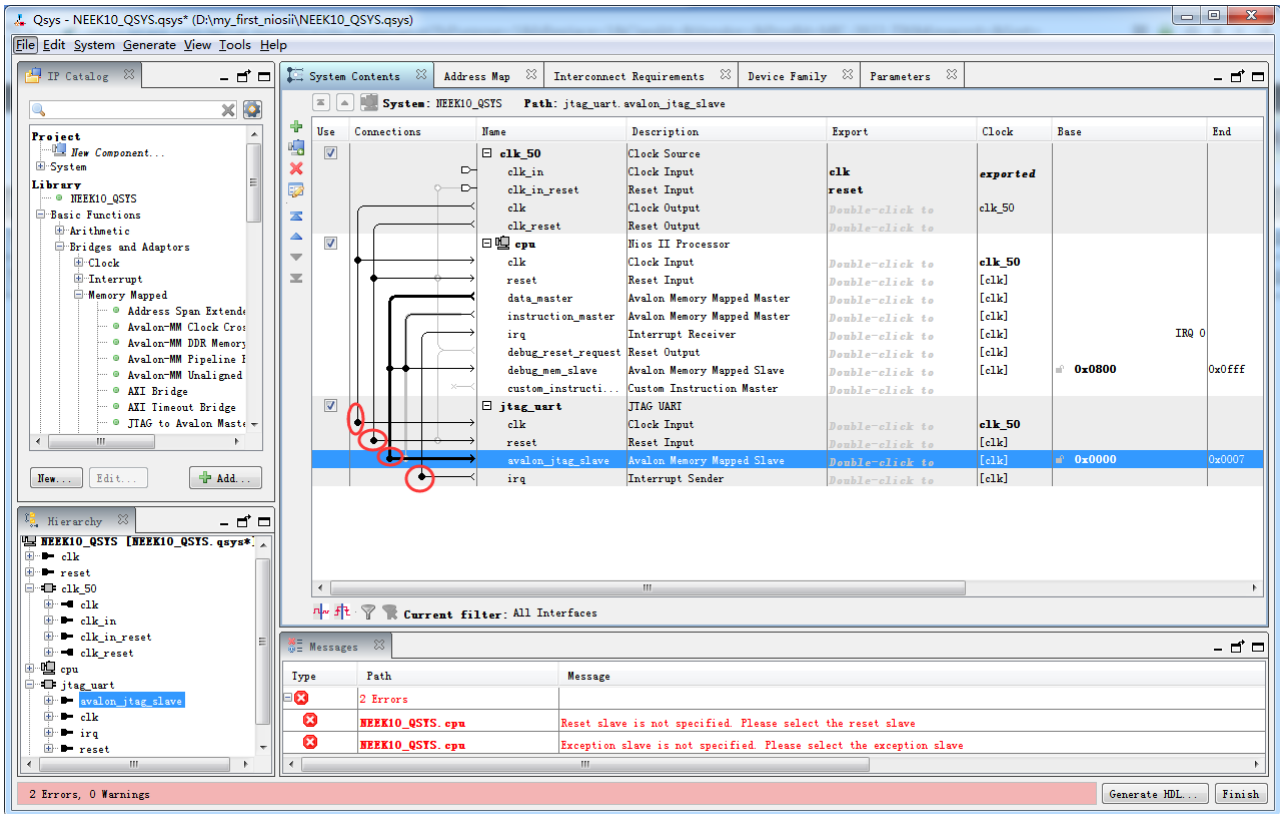 Qsys - NEEK10_QSYS.qsys* (D:\my_first_niosii\NEEK10_QSYS.qsys)
File Edit System Generate View Tools Help
IP Catalog
Project
New Component...
System
Library
NEEK10_QSYS
Basic Functions
Arithmetic
Bridges and Adaptors
Clock
Interrupt
Memory Mapped
Address Span Extende
Avalon-MM Clock Cros
Avalon-MM DDR Memory
Avalon-MM Pipeline B
Avalon-MM Unaligned
AXI Bridge
AXI Timeout Bridge
JTAG to Avalon Maste
New... Edit... Add...
Hierarchy
NEEK10_QSYS [NEEK10_QSYS.qsys*]
clk
reset
clk_50
clk
clk_in
clk_in_reset
clk_reset
cpu
jtag_uart
avalon_jtag_slave
clk
irq
reset
System Contents Address Map Interconnect Requirements Device Family Parameters
System: NEEK10_QSYS Path: jtag_uart.avalon_jtag_slave
Use Connections Name Description Export Clock Base End
clk_50 Clock Source
clk_in Clock Input clk exported
clk_in_reset Reset Input reset
clk Clock Output Double-click to clk_50
clk_reset Reset Output Double-click to
cpu Nios II Processor
clk Clock Input Double-click to clk_50
reset Reset Input Double-click to [clk]
data_master Avalon Memory Mapped Master Double-click to [clk]
instruction_master Avalon Memory Mapped Master Double-click to [clk]
irq Interrupt Receiver Double-click to [clk] IRQ 0
debug_reset_request Reset Output Double-click to [clk]
debug_mem_slave Avalon Memory Mapped Slave Double-click to [clk] 0x0800 0x0fff
custom_instructi... Custom Instruction Master Double-click to
jtag_uart JTAG UART
clk Clock Input Double-click to clk_50
reset Reset Input Double-click to [clk]
avalon_jtag_slave Avalon Memory Mapped Slave Double-click to [clk] 0x0000 0x0007
irq Interrupt Sender Double-click to [clk]
Current filter: All Interfaces
Messages
Type Path Message
2 Errors
NEEK10_QSYS.cpu Reset slave is not specified. Please select the reset slave
NEEK10_QSYS.cpu Exception slave is not specified. Please select the exception slave
2 Errors, 0 Warnings
Generate HDL... Finish